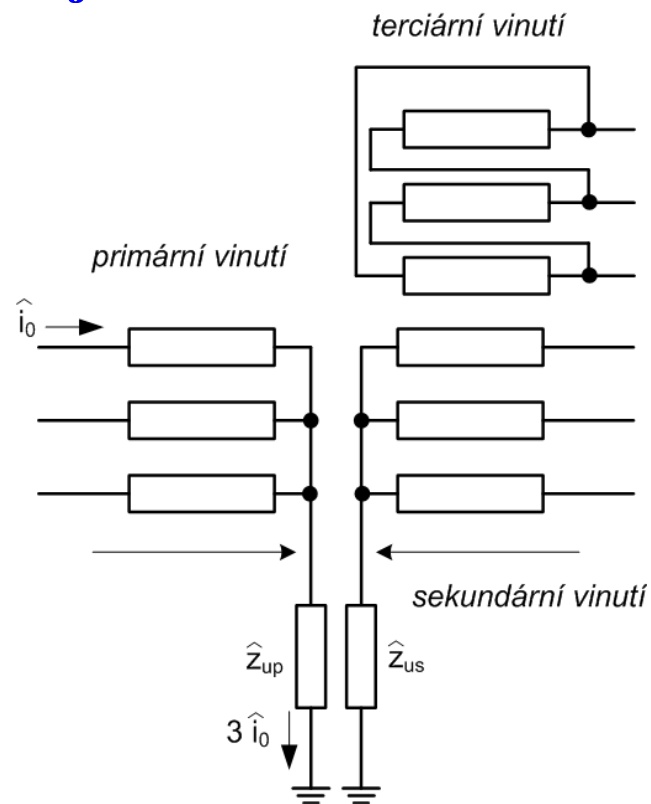 terciární vinutí
primární vinutí
î₀
sekundární vinutí
ẑup
ẑus
3 î₀